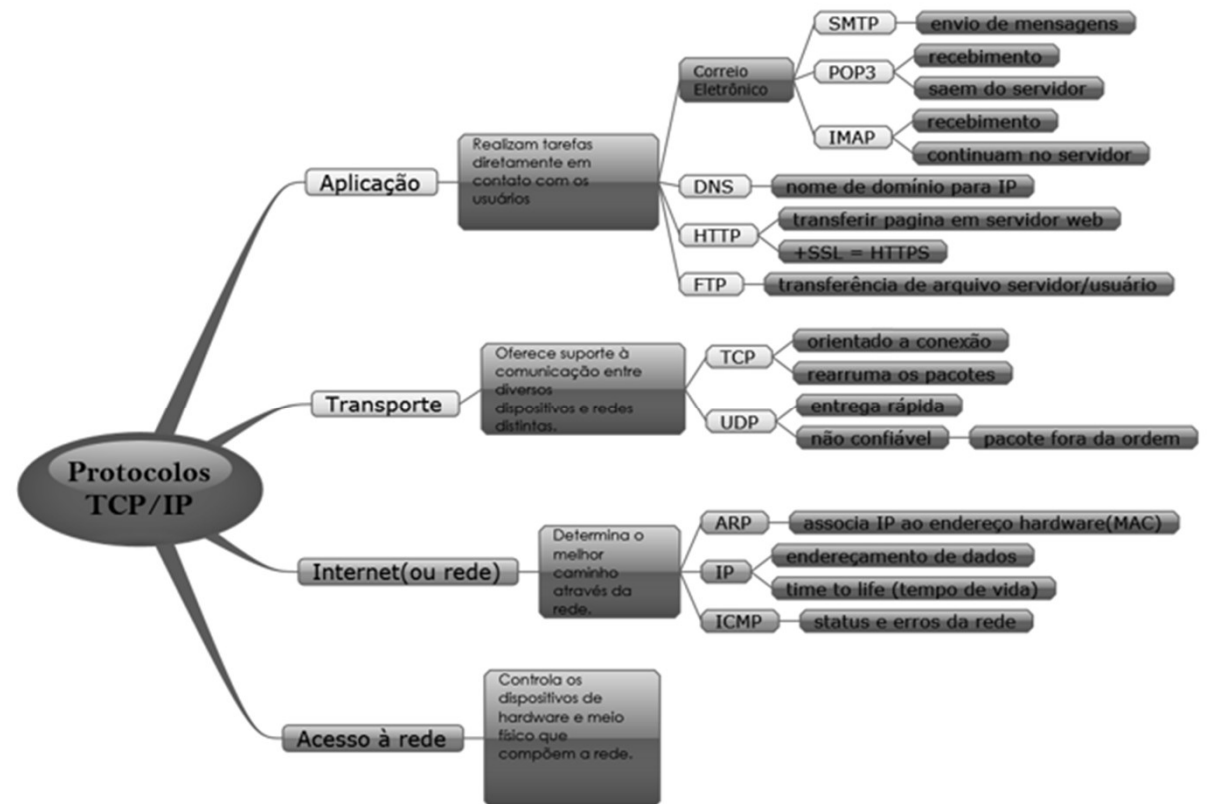 Protocolos
TCP/IP
Aplicação
Realizam tarefas
diretamente em
contato com os
usuários
Correio
Eletrônico
SMTP
envio de mensagens
POP3
recebimento
saem do servidor
IMAP
recebimento
continuam no servidor
DNS
nome de domínio para IP
HTTP
transferir pagina em servidor web
+SSL = HTTPS
FTP
transferência de arquivo servidor/usuário
Transporte
Oferece suporte à
comunicação entre
diversos
dispositivos e redes
distintas.
TCP
orientado a conexão
rearruma os pacotes
UDP
entrega rápida
não confiável
pacote fora da ordem
Internet(ou rede)
Determina o
melhor
caminho
através da
rede.
ARP
associa IP ao endereço hardware(MAC)
IP
endereçamento de dados
time to life (tempo de vida)
ICMP
status e erros da rede
Acesso à rede
Controla os
dispositivos de
hardware e meio
físico que
compõem a rede.